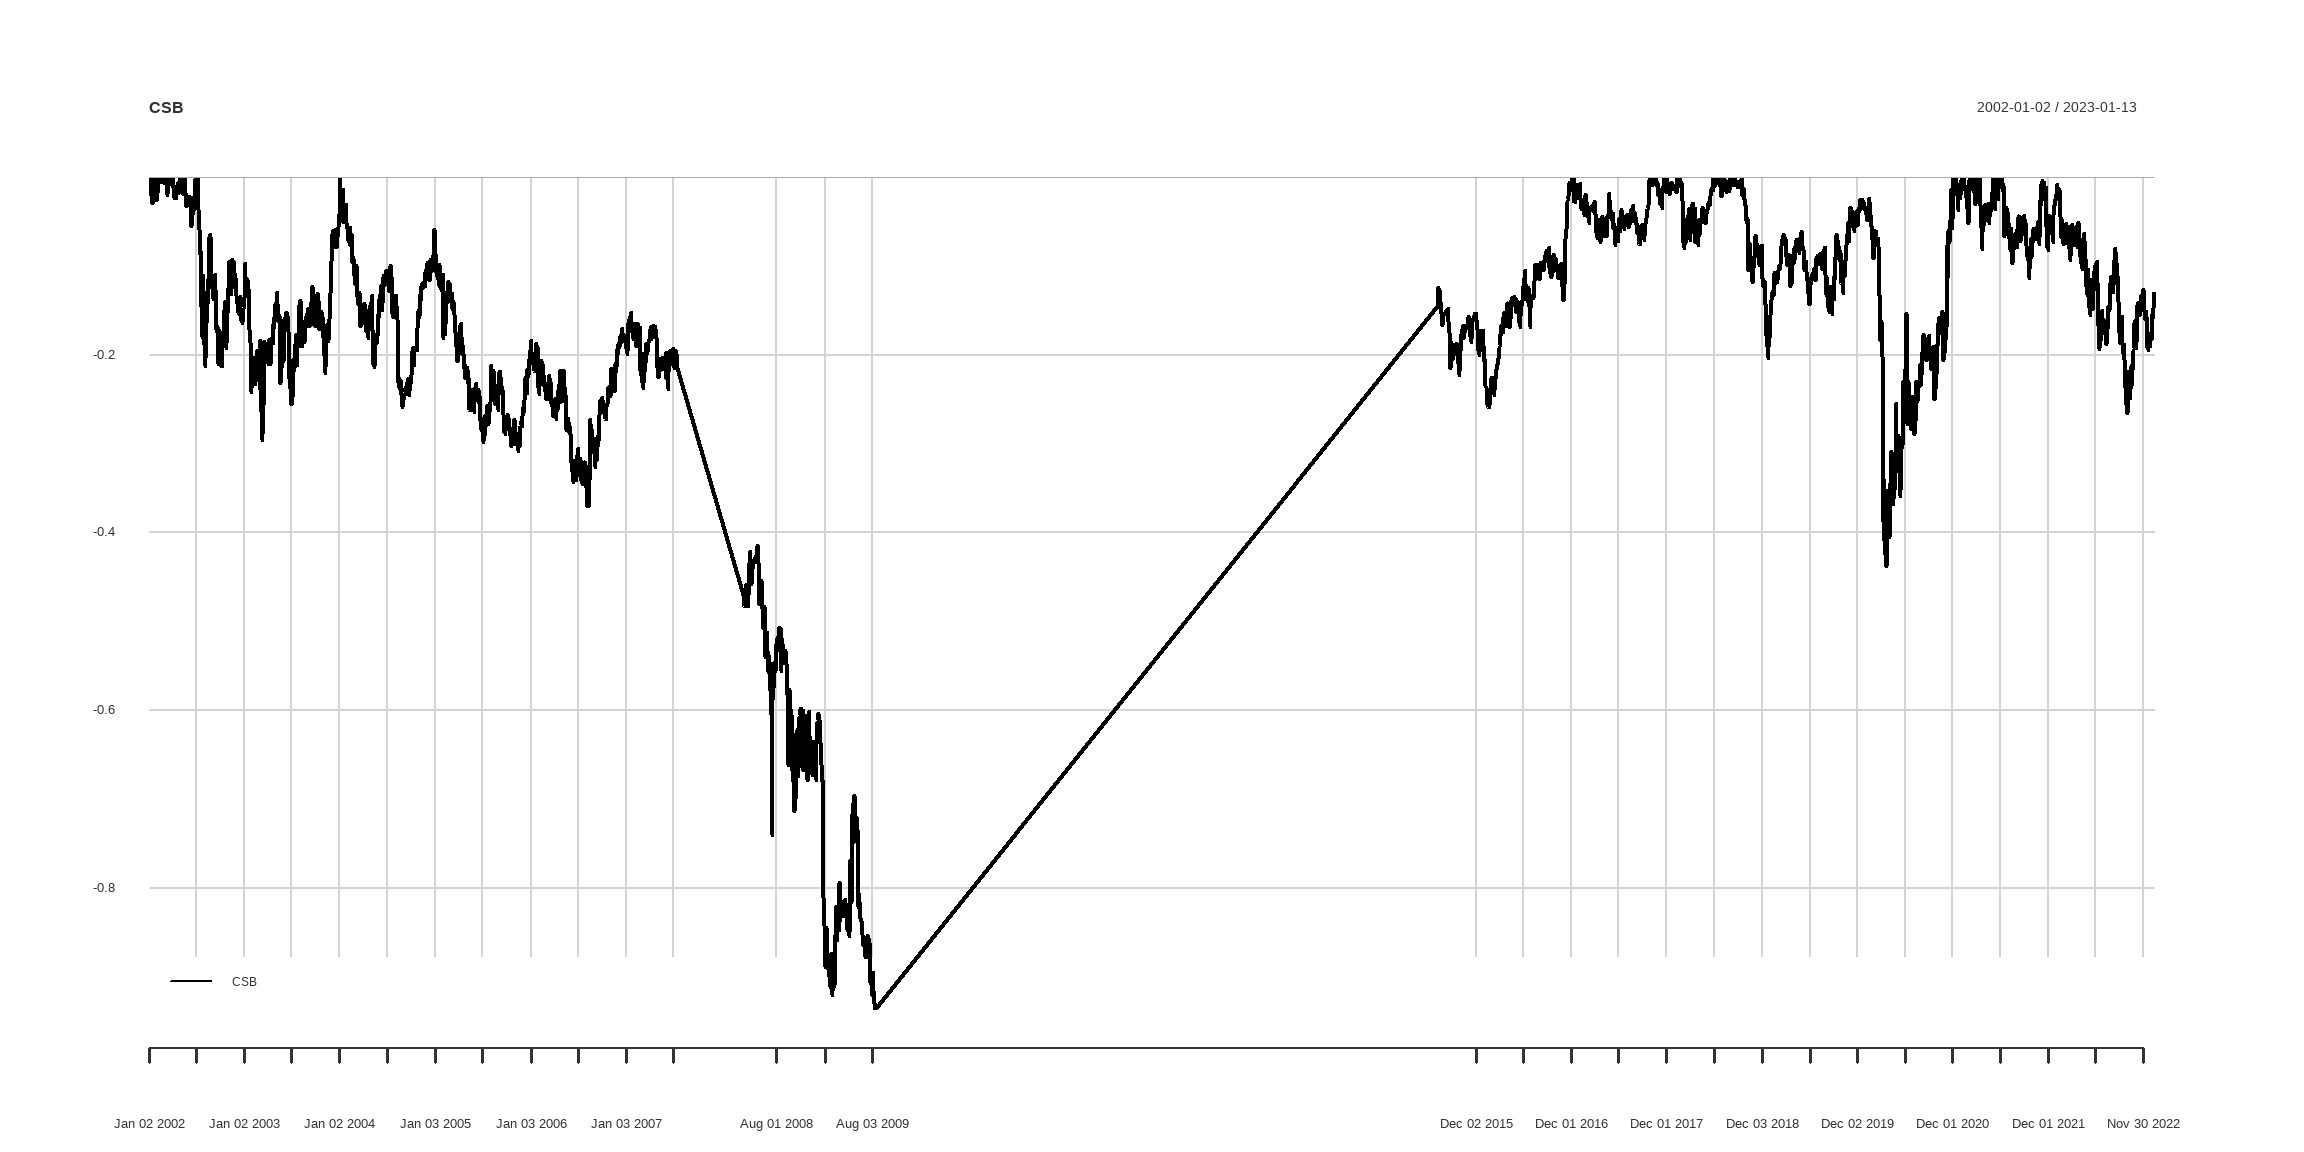 CSB
2002-01-02 / 2023-01-13
-0.2
-0.4
-0.6
-0.8
CSB
Jan 02 2002 Jan 02 2003 Jan 02 2004 Jan 03 2005 Jan 03 2006 Jan 03 2007 Aug 01 2008 Aug 03 2009 Dec 02 2015 Dec 01 2016 Dec 01 2017 Dec 03 2018 Dec 02 2019 Dec 01 2020 Dec 01 2021 Nov 30 2022